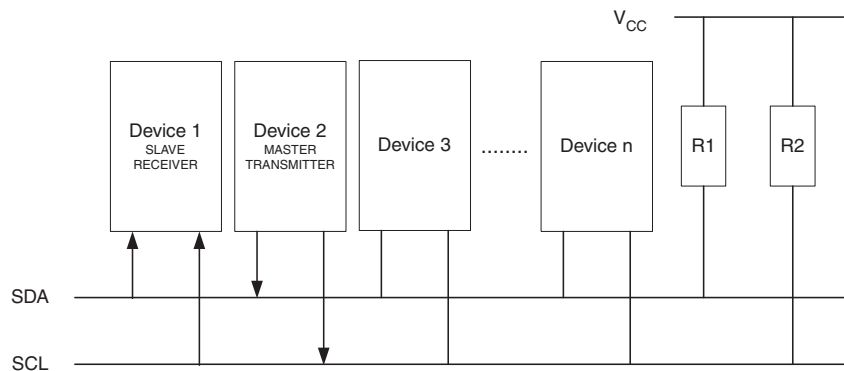 VCC
Device 1
SLAVE
RECEIVER
Device 2
MASTER
TRANSMITTER
Device 3
........
Device n
R1
R2
SDA
SCL